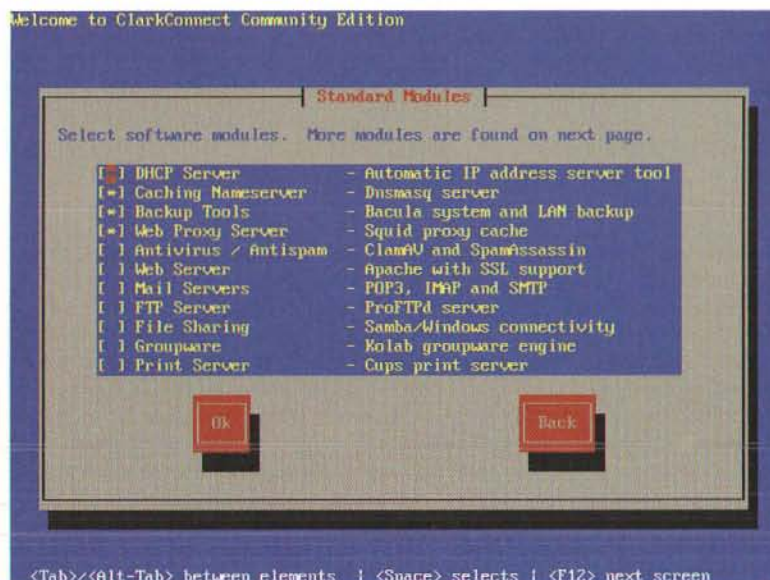 Welcome to ClarkConnect Community Edition
Standard Modules
Select software modules. More modules are found on next page.
[*] DHCP Server - Automatic IP address server tool
[*] Caching Nameserver - Dnsmasq server
[*] Backup Tools - Bacula system and LAN backup
[*] Web Proxy Server - Squid proxy cache
[ ] Antivirus / Antispam - ClamAV and SpamAssassin
[ ] Web Server - Apache with SSL support
[ ] Mail Servers - POP3, IMAP and SMTP
[ ] FTP Server - ProFTPd server
[ ] File Sharing - Samba/Windows connectivity
[ ] Groupware - Kolab groupware engine
[ ] Print Server - Cups print server
Ok Back
<Tab>/<Alt-Tab> between elements | <Space> selects | <F12> next screen